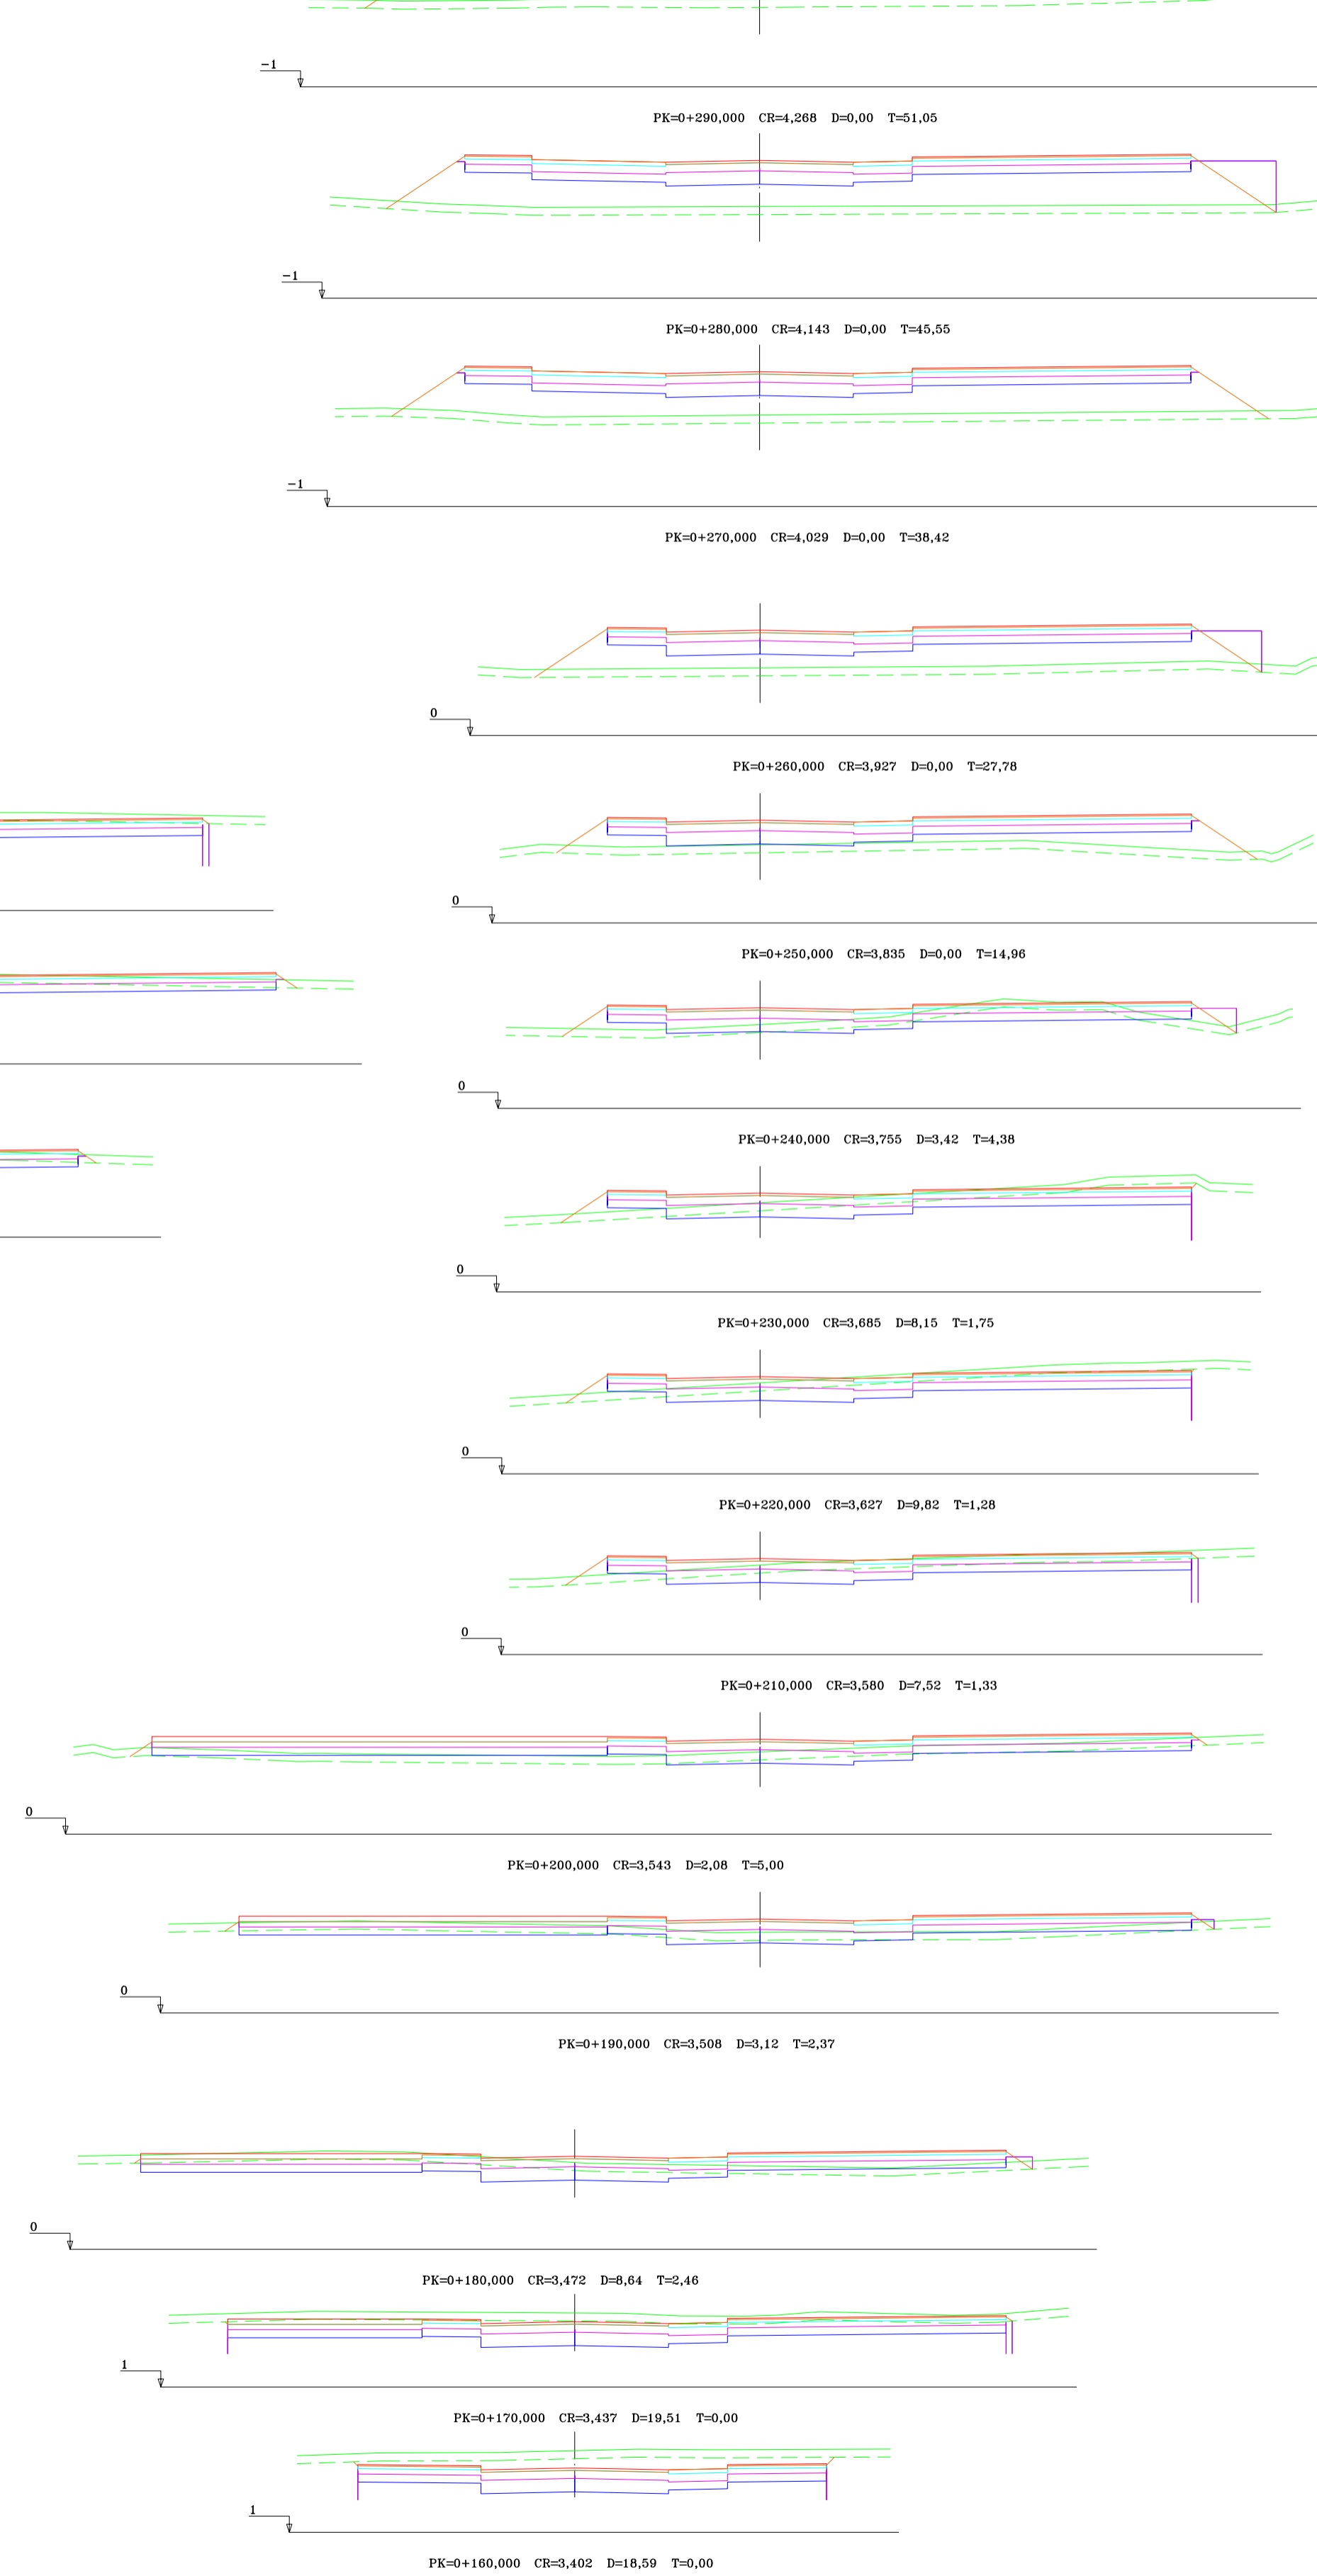 -1
PK=0+290,000 CR=4,268 D=0,00 T=51,05
-1
PK=0+280,000 CR=4,143 D=0,00 T=45,55
-1
PK=0+270,000 CR=4,029 D=0,00 T=38,42
0
PK=0+260,000 CR=3,927 D=0,00 T=27,78
0
PK=0+250,000 CR=3,835 D=0,00 T=14,96
0
PK=0+240,000 CR=3,755 D=3,42 T=4,38
0
PK=0+230,000 CR=3,685 D=8,15 T=1,75
0
PK=0+220,000 CR=3,627 D=9,82 T=1,28
0
PK=0+210,000 CR=3,580 D=7,52 T=1,33
0
PK=0+200,000 CR=3,543 D=2,08 T=5,00
0
PK=0+190,000 CR=3,508 D=3,12 T=2,37
0
PK=0+180,000 CR=3,472 D=8,64 T=2,46
1
PK=0+170,000 CR=3,437 D=19,51 T=0,00
1
PK=0+160,000 CR=3,402 D=18,59 T=0,00